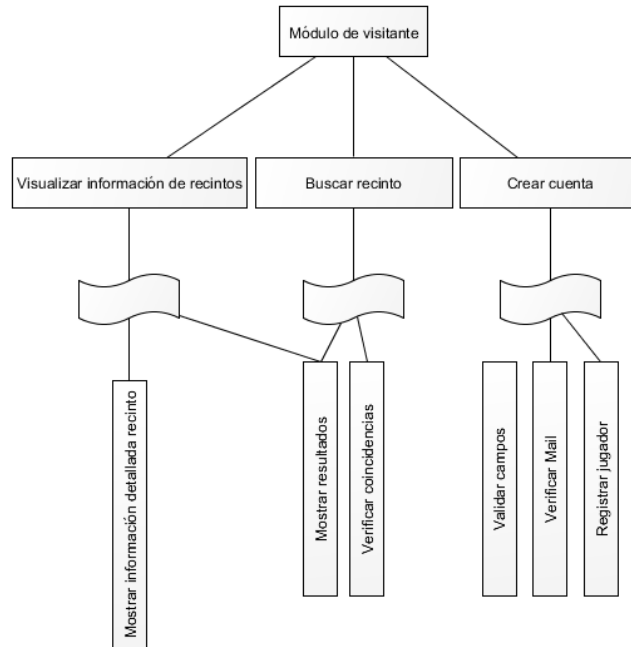 Módulo de visitante
Visualizar información de recintos
Buscar recinto
Crear cuenta
Mostrar información detallada recinto
Mostrar resultados
Verificar coincidencias
Validar campos
Verificar Mail
Registrar jugador